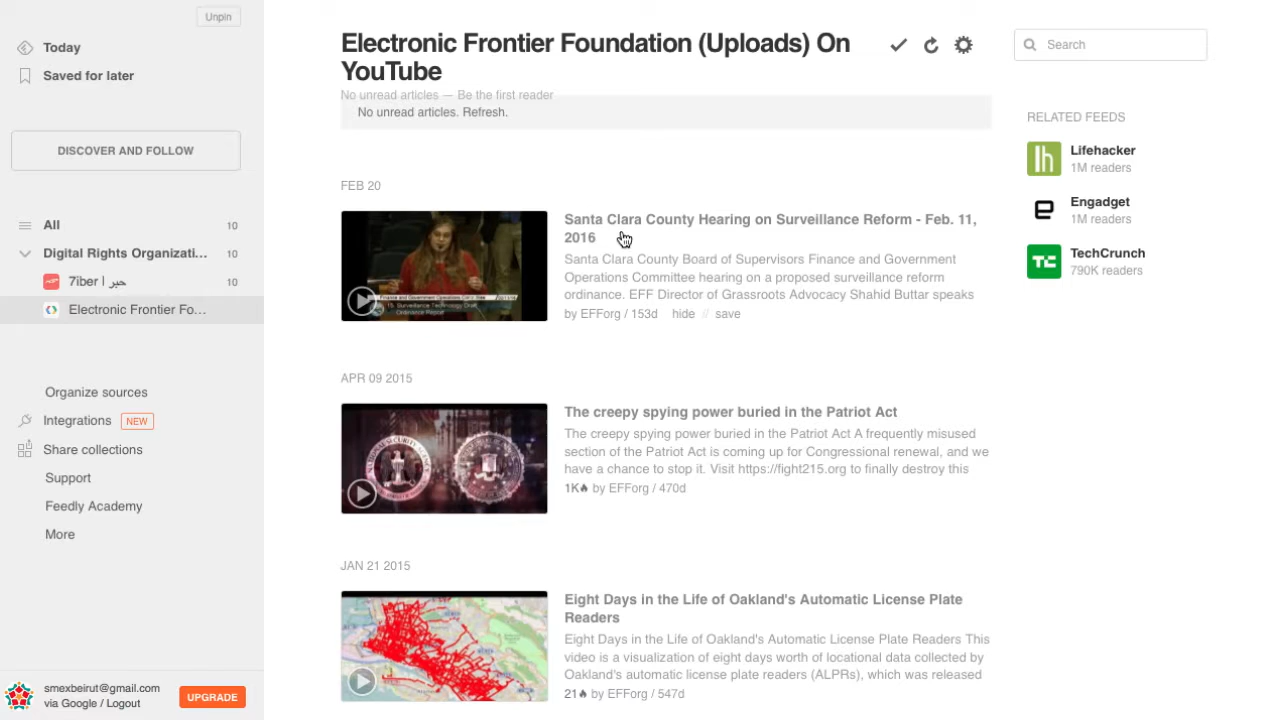 Unpin
Today
Saved for later
DISCOVER AND FOLLOW
All 10
Digital Rights Organizati... 10
7iber | حبر 10
Electronic Frontier Fo...
Organize sources
Integrations NEW
Share collections
Support
Feedly Academy
More
smexbeirut@gmail.com
via Google / Logout
UPGRADE
Electronic Frontier Foundation (Uploads) On
YouTube
No unread articles — Be the first reader
No unread articles. Refresh.
FEB 20
Finance and Government Operations
Surveillance Technology Draft
Ordinance Report
Santa Clara County Hearing on Surveillance Reform - Feb. 11,
2016
Santa Clara County Board of Supervisors Finance and Government
Operations Committee hearing on a proposed surveillance reform
ordinance. EFF Director of Grassroots Advocacy Shahid Buttar speaks
by EFForg / 153d hide // save
APR 09 2015
The creepy spying power buried in the Patriot Act
The creepy spying power buried in the Patriot Act A frequently misused
section of the Patriot Act is coming up for Congressional renewal, and we
have a chance to stop it. Visit https://fight215.org to finally destroy this
1K by EFForg / 470d
JAN 21 2015
Eight Days in the Life of Oakland's Automatic License Plate
Readers
Eight Days in the Life of Oakland's Automatic License Plate Readers This
video is a visualization of eight days worth of locational data collected by
Oakland's automatic license plate readers (ALPRs), which was released
21 by EFForg / 547d
Search
RELATED FEEDS
lh
Lifehacker
1M readers
e
Engadget
1M readers
TC
TechCrunch
790K readers